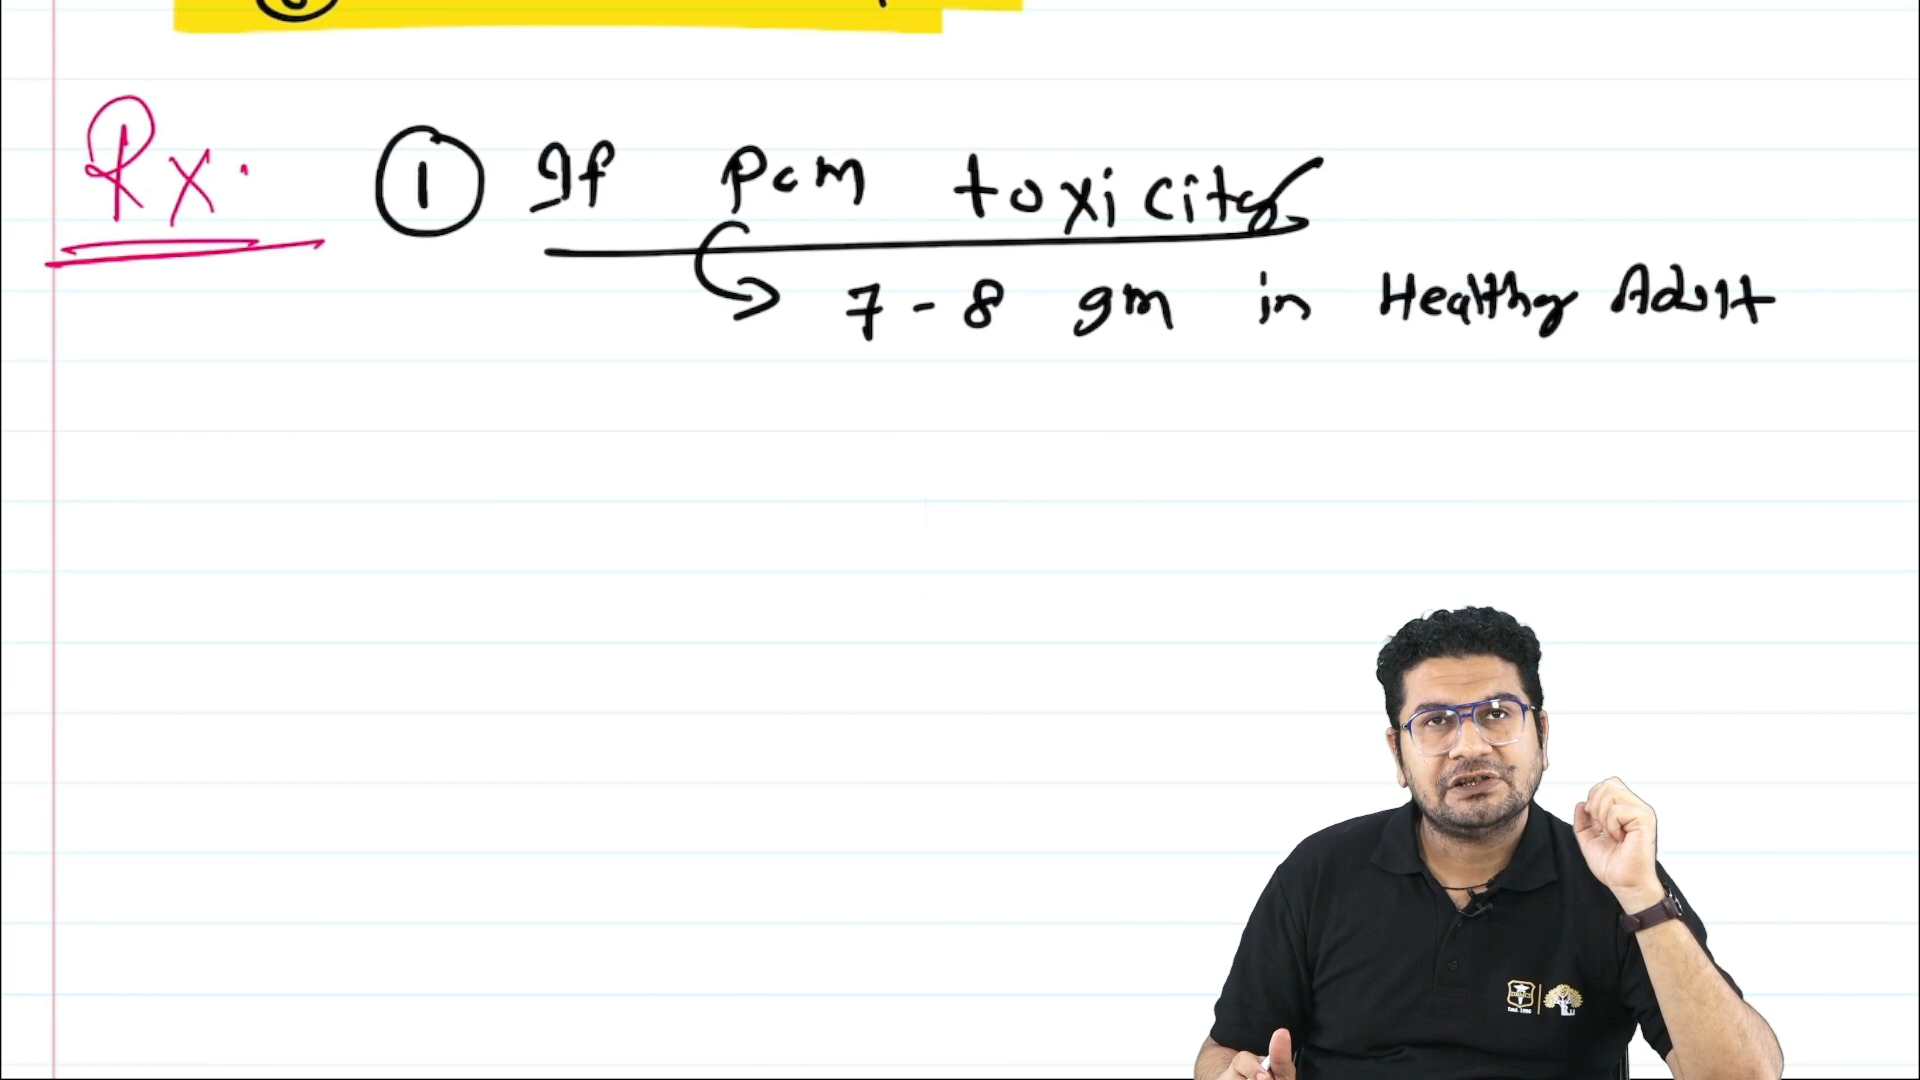 Rx. ① If Pcm toxicity
7 - 8 gm in Healthy Adult